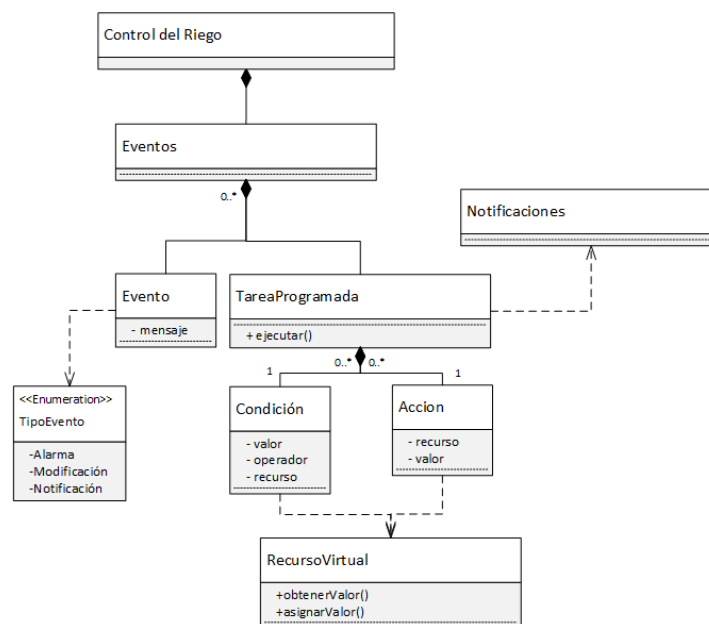 Control del Riego
Eventos
0..*
Notificaciones
Evento
- mensaje
TareaProgramada
+ ejecutar()
0..* 0..*
1
1
<<Enumeration>>
TipoEvento
-Alarma
-Modificación
-Notificación
Condición
- valor
- operador
- recurso
Accion
- recurso
- valor
RecursoVirtual
+obtenerValor()
+asignarValor()